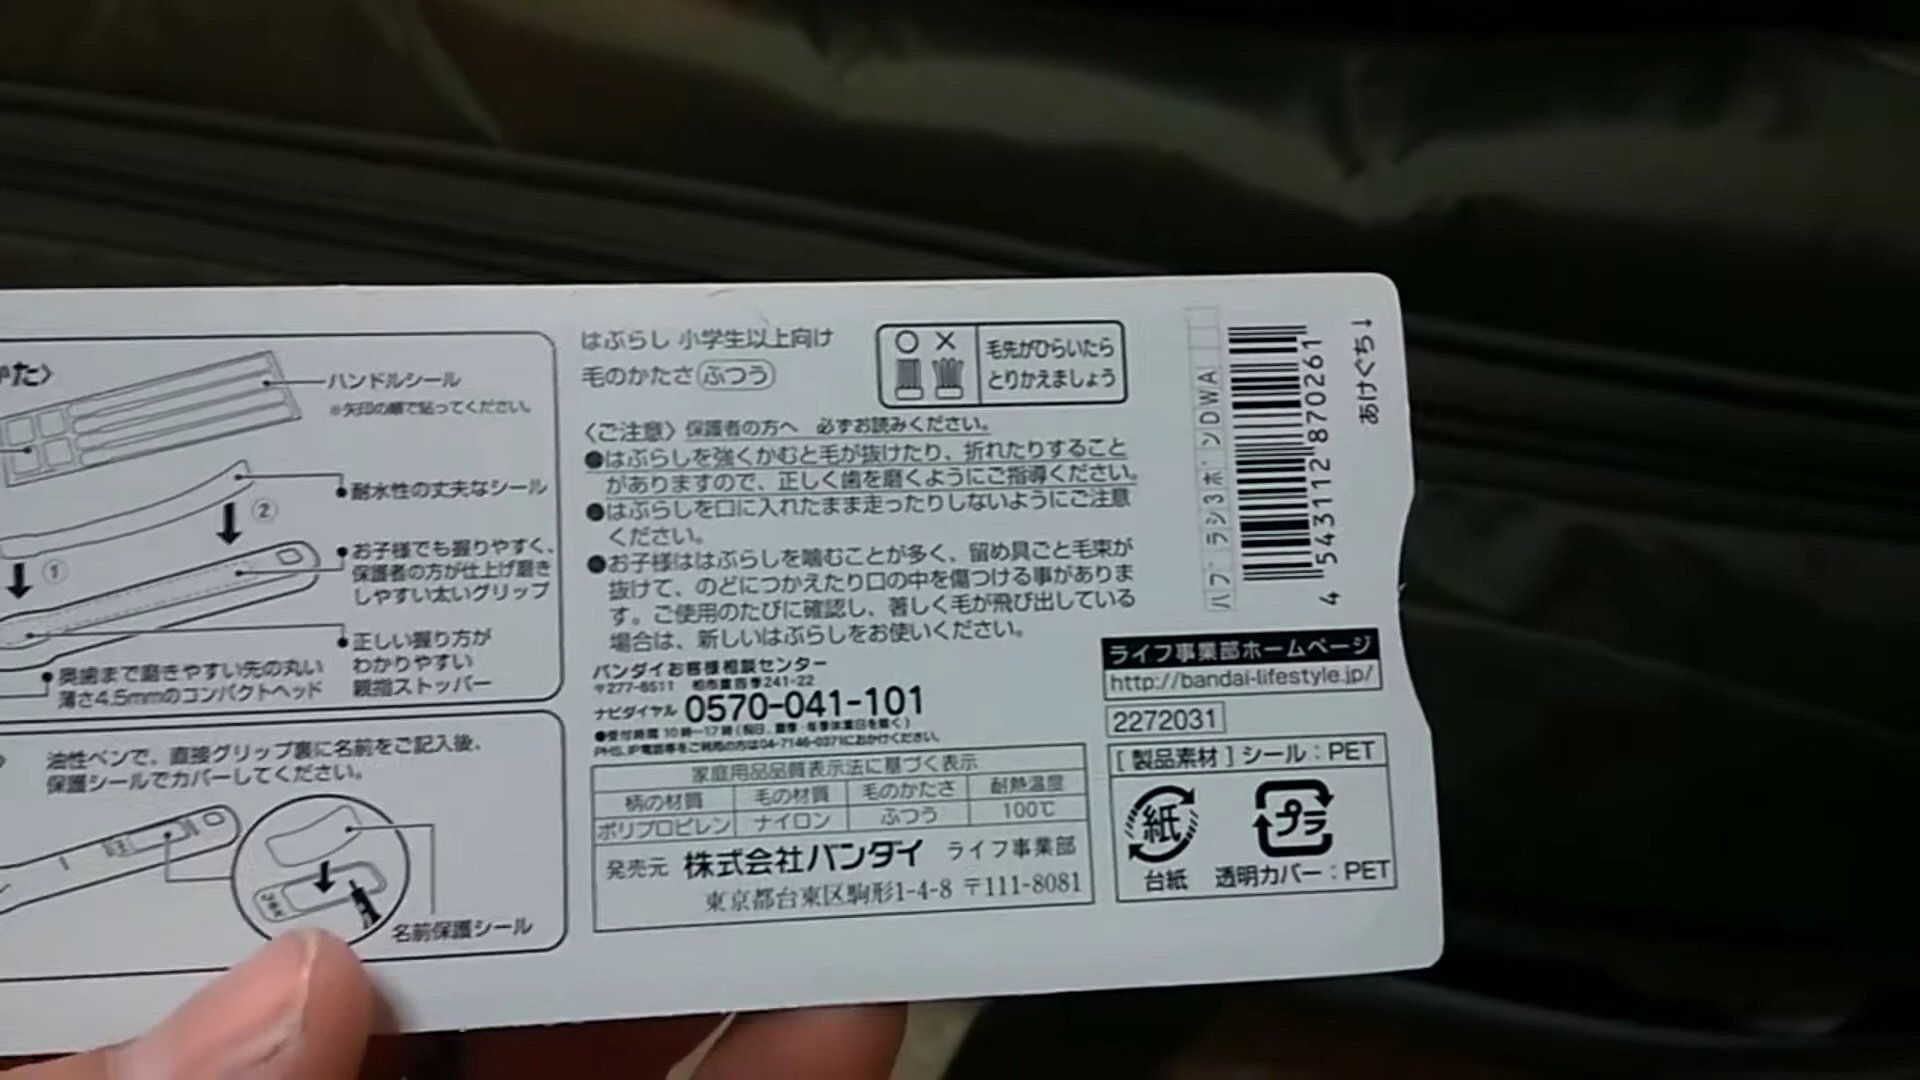 がた〉
ハンドルシール
※矢印の順で貼ってください。
●耐水性の丈夫なシール
②
①
●お子様でも握りやすく、
保護者の方が仕上げ磨き
しやすい太いグリップ
●正しい握り方が
わかりやすい
親指ストッパー
●奥歯まで磨きやすい先の丸い
薄さ4.5mmのコンパクトヘッド
油性ペンで、直接グリップ裏に名前をご記入後、
保護シールでカバーしてください。
名前保護シール
はぶらし 小学生以上向け
毛のかたさ ふつう
○ ×
毛先がひらいたら
とりかえましょう
〈ご注意〉保護者の方へ 必ずお読みください。
●はぶらしを強くかむと毛が抜けたり、折れたりすること
がありますので、正しく歯を磨くようにご指導ください。
●はぶらしを口に入れたまま走ったりしないようにご注意
ください。
●お子様ははぶらしを噛むことが多く、留め具ごと毛束が
抜けて、のどにつかえたり口の中を傷つける事がありま
す。ご使用のたびに確認し、著しく毛が飛び出している
場合は、新しいはぶらしをお使いください。
バンダイお客様相談センター
〒277-8511 柏市豊四季241-22
ナビダイヤル 0570-041-101
●受付時間 10時〜17時(祝日、夏季・冬季休業日を除く)
PHS、IP電話等をご利用の方は04-7146-0371におかけください。
家庭用品品質表示法に基づく表示
柄の材質 毛の材質 毛のかたさ 耐熱温度
ポリプロピレン ナイロン ふつう 100℃
発売元 株式会社バンダイ ライフ事業部
東京都台東区駒形1-4-8 〒111-8081
ハブラシ3ホンDWA
4 543112 870261
あけぐち↓
ライフ事業部ホームページ
http://bandai-lifestyle.jp/
2272031
[製品素材] シール：PET
紙 プラ
台紙 透明カバー：PET